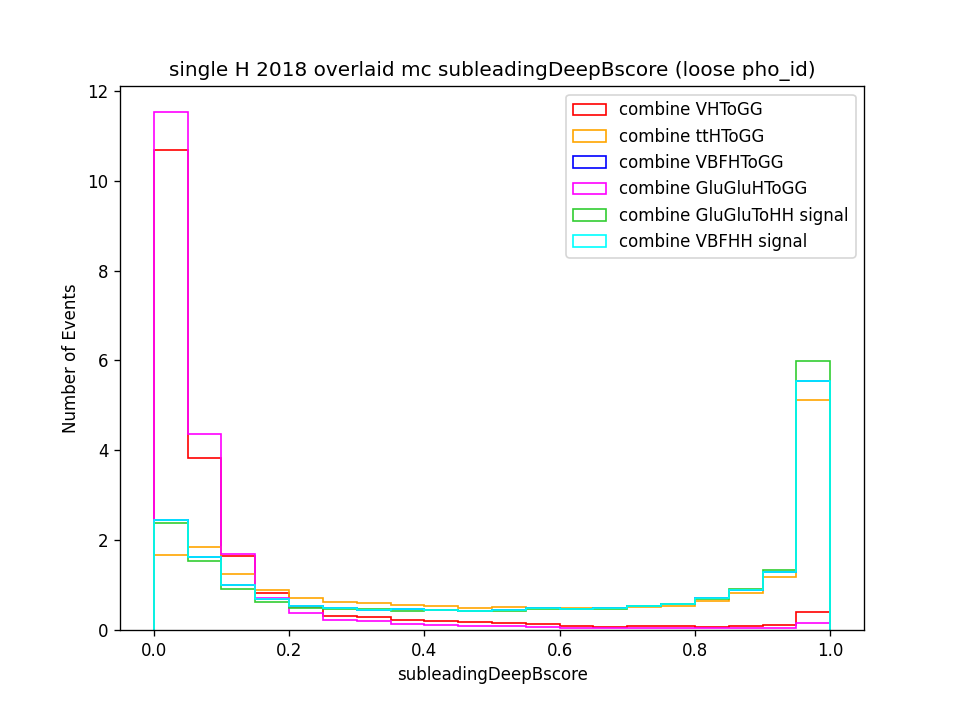 single H 2018 overlaid mc subleadingDeepBscore (loose pho_id)
12
10
8
6
4
2
0
Number of Events
combine VHToGG
combine ttHToGG
combine VBFHToGG
combine GluGluHToGG
combine GluGluToHH signal
combine VBFHH signal
0.0 0.2 0.4 0.6 0.8 1.0
subleadingDeepBscore